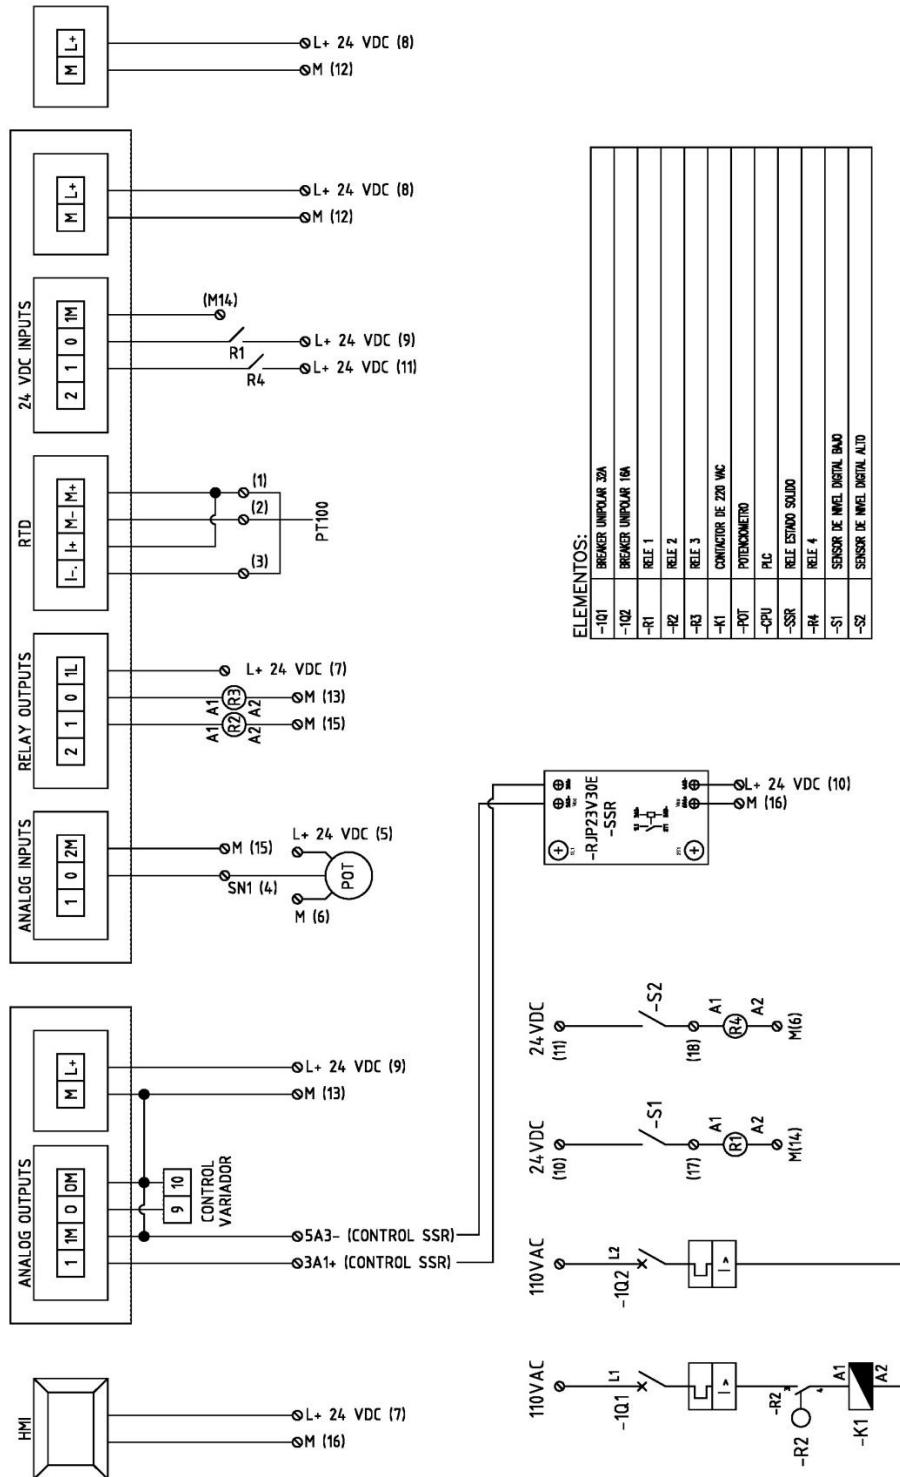 M L+
L+ 24 VDC (8)
M (12)
24 VDC INPUTS
M L+
L+ 24 VDC (8)
M (12)
2 1 0 1M
(M14)
R1
L+ 24 VDC (9)
R4
L+ 24 VDC (11)
RTD
I-. I+ M- M+
(1)
(2)
(3)
PT100
RELAY OUTPUTS
2 1 0 1L
L+ 24 VDC (7)
A1 R3 A2
M (13)
A1 R2 A2
M (15)
ANALOG INPUTS
1 0 2M
M (15)
SN1 (4)
L+ 24 VDC (5)
POT
M (6)
M L+
L+ 24 VDC (9)
M (13)
ANALOG OUTPUTS
1 1M 0 0M
9 10
CONTROL
VARIADOR
5A3- (CONTROL SSR)
3A1+ (CONTROL SSR)
HMI
L+ 24 VDC (7)
M (16)
ELEMENTOS:
-1Q1 BREAKER UNIPOLAR 32A
-1Q2 BREAKER UNIPOLAR 16A
-R1 RELE 1
-R2 RELE 2
-R3 RELE 3
-K1 CONTACTOR DE 220 VAC
-POT POTENCIOMETRO
-CPU PLC
-SSR RELE ESTADO SOLIDO
-R4 RELE 4
-S1 SENSOR DE NIVEL DIGITAL BAJO
-S2 SENSOR DE NIVEL DIGITAL ALTO
-RJP23V30E
-SSR
L+ 24 VDC (10)
M (16)
24VDC
(11)
-S2
(18)
A1
R4
A2
M(6)
24VDC
(10)
-S1
(17)
A1
R1
A2
M(14)
110VAC
L2
-1Q2
110VAC
L1
-1Q1
-R2
-R2
A1
A2
-K1